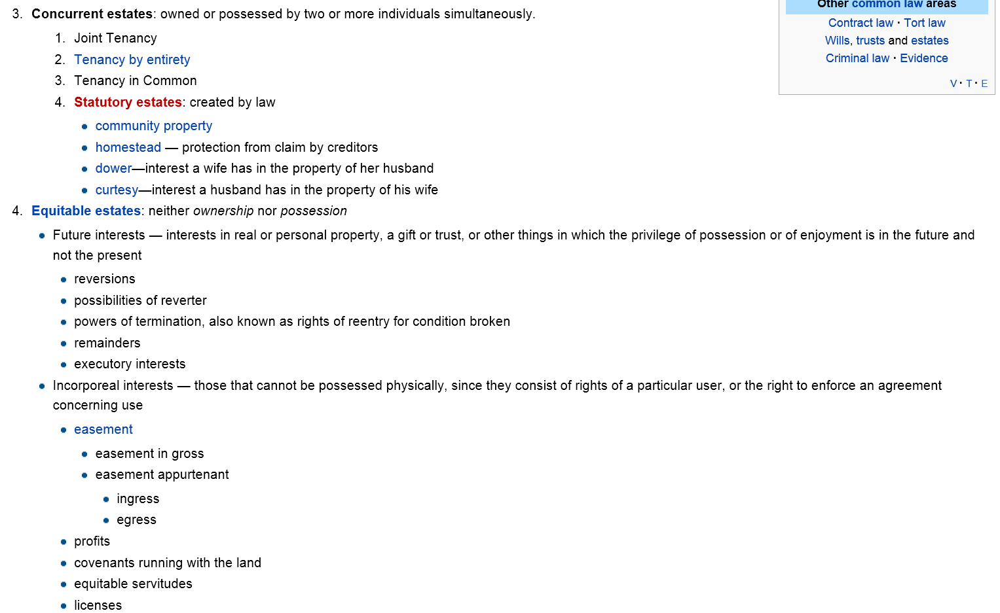 3. Concurrent estates: owned or possessed by two or more individuals simultaneously.
1. Joint Tenancy
2. Tenancy by entirety
3. Tenancy in Common
4. Statutory estates: created by law
• community property
• homestead — protection from claim by creditors
• dower—interest a wife has in the property of her husband
• curtesy—interest a husband has in the property of his wife
4. Equitable estates: neither ownership nor possession
• Future interests — interests in real or personal property, a gift or trust, or other things in which the privilege of possession or of enjoyment is in the future and
not the present
• reversions
• possibilities of reverter
• powers of termination, also known as rights of reentry for condition broken
• remainders
• executory interests
• Incorporeal interests — those that cannot be possessed physically, since they consist of rights of a particular user, or the right to enforce an agreement
concerning use
• easement
• easement in gross
• easement appurtenant
• ingress
• egress
• profits
• covenants running with the land
• equitable servitudes
• licenses
Other common law areas
Contract law · Tort law
Wills, trusts and estates
Criminal law · Evidence
V · T · E